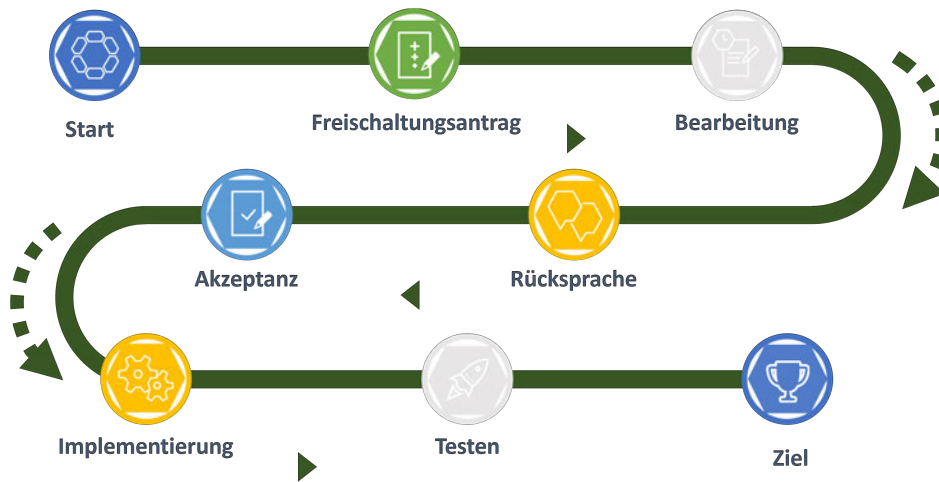 Start
Freischaltungsantrag
Bearbeitung
Rücksprache
Akzeptanz
Implementierung
Testen
Ziel